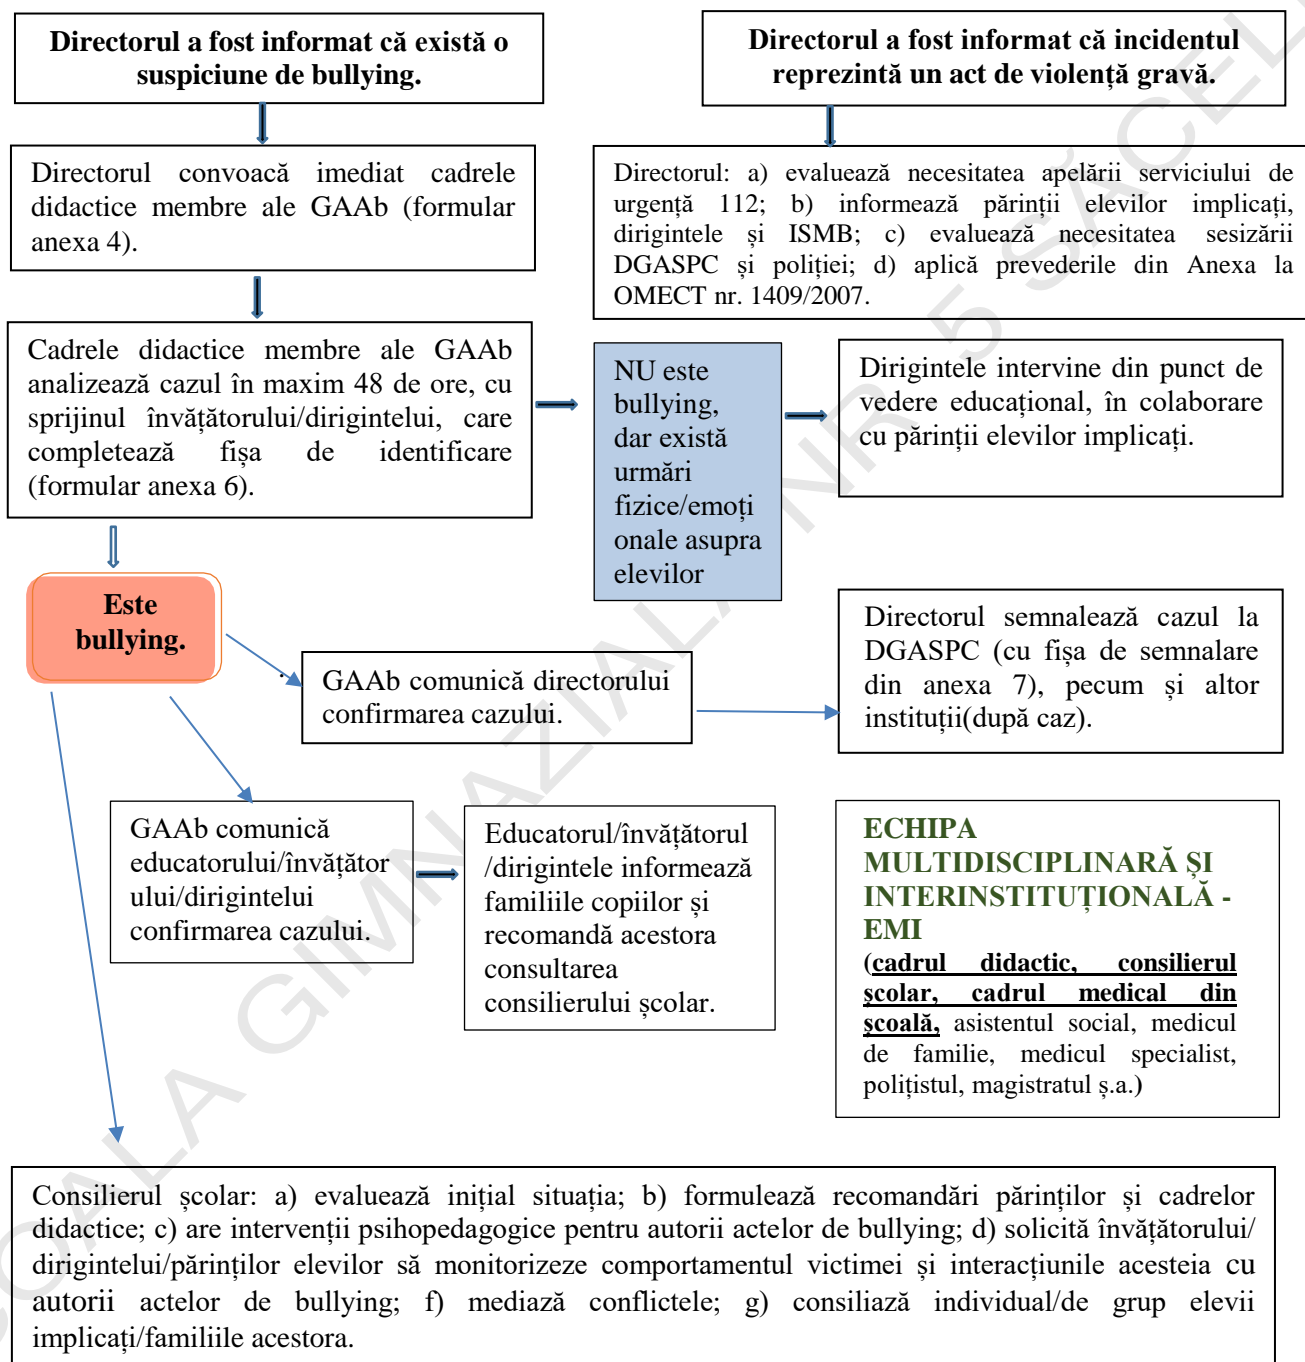 Directorul a fost informat că există o
suspiciune de bullying.
Directorul a fost informat că incidentul
reprezintă un act de violență gravă.
Directorul convoacă imediat cadrele
didactice membre ale GAAb (formular
anexa 4).
Directorul: a) evaluează necesitatea apelării serviciului de
urgență 112; b) informează părinții elevilor implicați,
dirigintele și ISMB; c) evaluează necesitatea sesizării
DGASPC și poliției; d) aplică prevederile din Anexa la
OMECT nr. 1409/2007.
Cadrele didactice membre ale GAAb
analizează cazul în maxim 48 de ore, cu
sprijinul învățătorului/dirigintelui, care
completează fișa de identificare
(formular anexa 6).
NU este
bullying,
dar există
urmări
fizice/emoți
onale asupra
elevilor
Dirigintele intervine din punct de
vedere educațional, în colaborare
cu părinții elevilor implicați.
Este
bullying.
.
GAAb comunică directorului
confirmarea cazului.
Directorul semnalează cazul la
DGASPC (cu fișa de semnalare
din anexa 7), pecum și altor
instituții(după caz).
GAAb comunică
educatorului/învățător
ului/dirigintelui
confirmarea cazului.
Educatorul/învățătorul
/dirigintele informează
familiile copiilor și
recomandă acestora
consultarea
consilierului școlar.
ECHIPA
MULTIDISCIPLINARĂ ȘI
INTERINSTITUȚIONALĂ -
EMI
(cadrul didactic, consilierul
școlar, cadrul medical din
școală, asistentul social, medicul
de familie, medicul specialist,
polițistul, magistratul ș.a.)
Consilierul școlar: a) evaluează inițial situația; b) formulează recomandări părinților și cadrelor
didactice; c) are intervenții psihopedagogice pentru autorii actelor de bullying; d) solicită învățătorului/
dirigintelui/părinților elevilor să monitorizeze comportamentul victimei și interacțiunile acesteia cu
autorii actelor de bullying; f) mediază conflictele; g) consiliază individual/de grup elevii
implicați/familiile acestora.
COALA GIMNAZIALA NR 5 SĂCEL